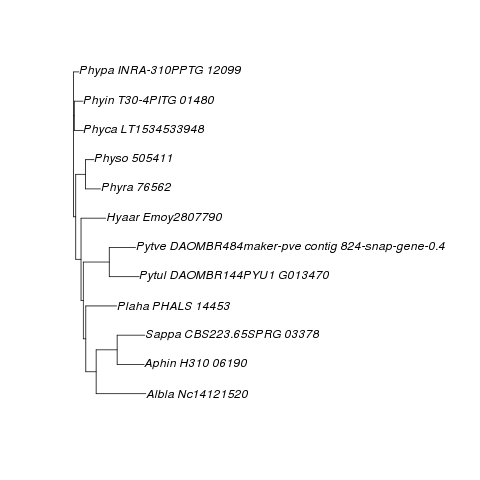 Phypa INRA-310PPTG 12099
Phyin T30-4PITG 01480
Phyca LT1534533948
Physo 505411
Phyra 76562
Hyaar Emoy2807790
Pytve DAOMBR484maker-pve contig 824-snap-gene-0.4
Pytul DAOMBR144PYU1 G013470
Plaha PHALS 14453
Sappa CBS223.65SPRG 03378
Aphin H310 06190
Albla Nc14121520